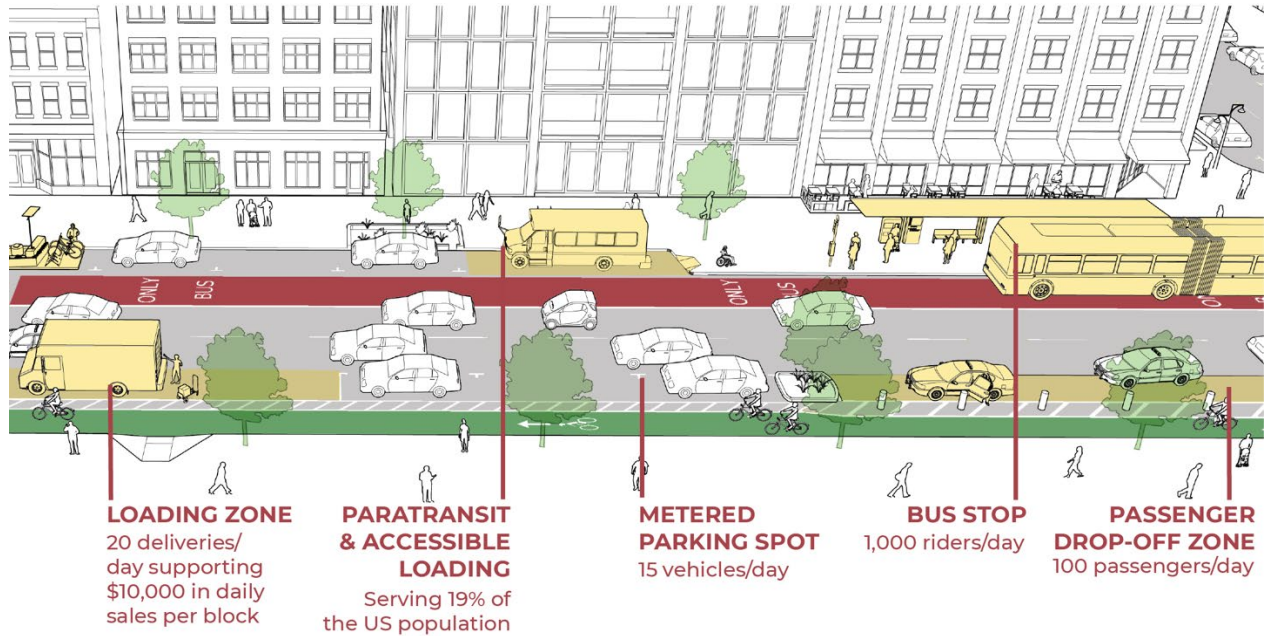 ONLY
BUS
ONLY
BUS
LOADING ZONE
20 deliveries/
day supporting
$10,000 in daily
sales per block
PARATRANSIT
& ACCESSIBLE
LOADING
Serving 19% of
the US population
METERED
PARKING SPOT
15 vehicles/day
BUS STOP
1,000 riders/day
PASSENGER
DROP-OFF ZONE
100 passengers/day